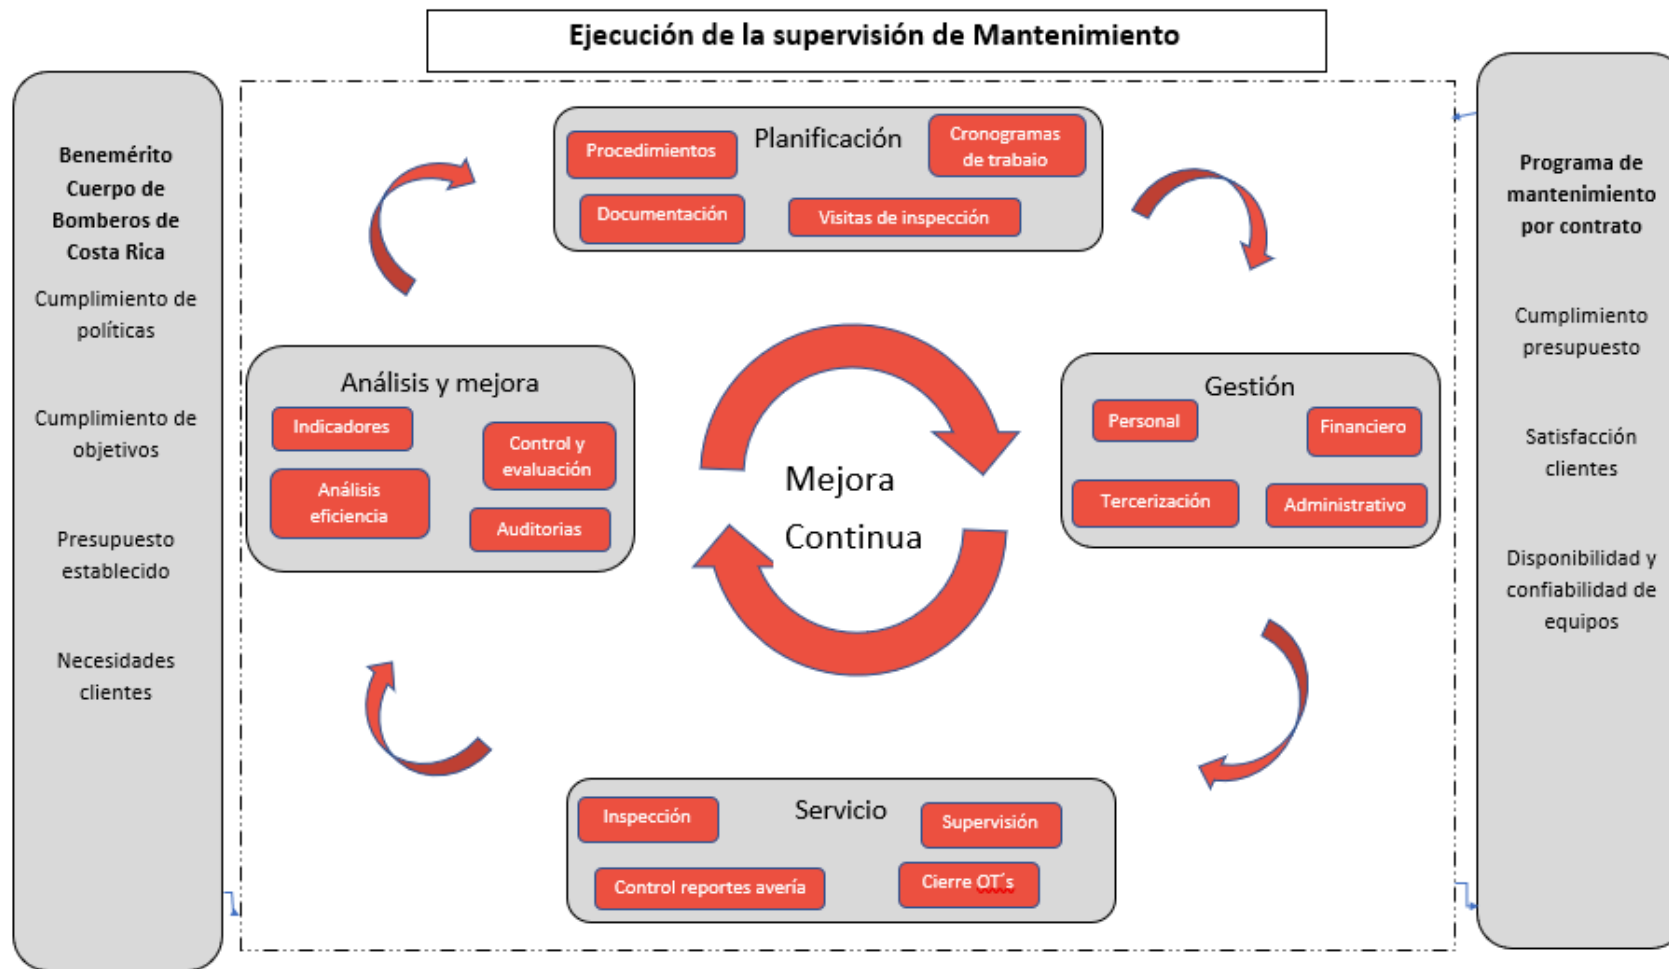 Ejecución de la supervisión de Mantenimiento
Benemérito
Cuerpo de
Bomberos de
Costa Rica
Cumplimiento de
políticas
Cumplimiento de
objetivos
Presupuesto
establecido
Necesidades
clientes
Planificación
Procedimientos
Cronogramas
de trabajo
Documentación
Visitas de inspección
Análisis y mejora
Indicadores
Control y
evaluación
Análisis
eficiencia
Auditorias
Mejora
Continua
Gestión
Personal
Financiero
Tercerización
Administrativo
Servicio
Inspección
Supervisión
Control reportes avería
Cierre OT´s
Programa de
mantenimiento
por contrato
Cumplimiento
presupuesto
Satisfacción
clientes
Disponibilidad y
confiabilidad de
equipos